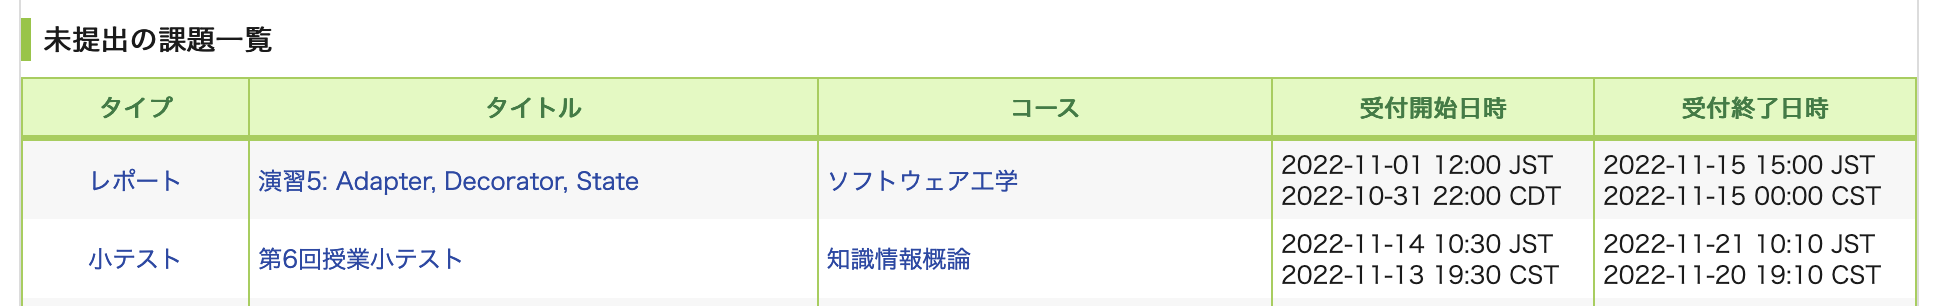 未提出の課題一覧
タイプ タイトル コース 受付開始日時 受付終了日時
レポート 演習5: Adapter, Decorator, State ソフトウェア工学 2022-11-01 12:00 JST 2022-11-15 15:00 JST
2022-10-31 22:00 CDT 2022-11-15 00:00 CST
小テスト 第6回授業小テスト 知識情報概論 2022-11-14 10:30 JST 2022-11-21 10:10 JST
2022-11-13 19:30 CST 2022-11-20 19:10 CST